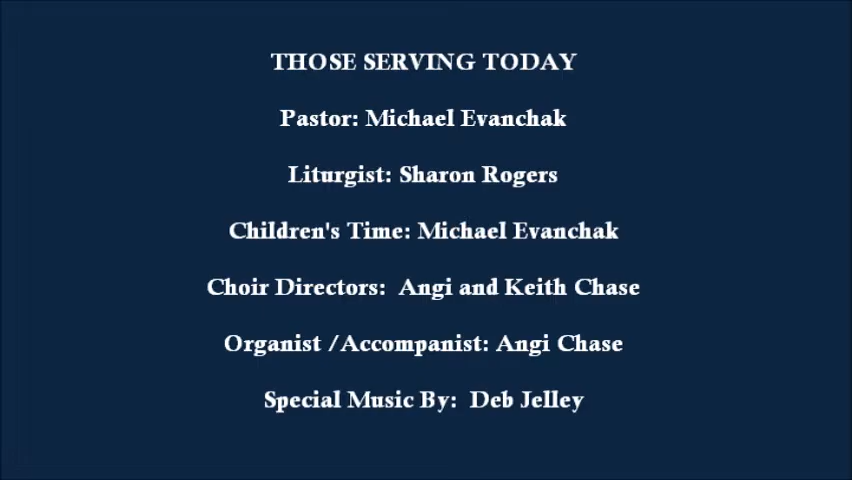 THOSE SERVING TODAY
Pastor: Michael Evanchak
Liturgist: Sharon Rogers
Children's Time: Michael Evanchak
Choir Directors:  Angi and Keith Chase
Organist /Accompanist: Angi Chase
Special Music By:  Deb Jelley